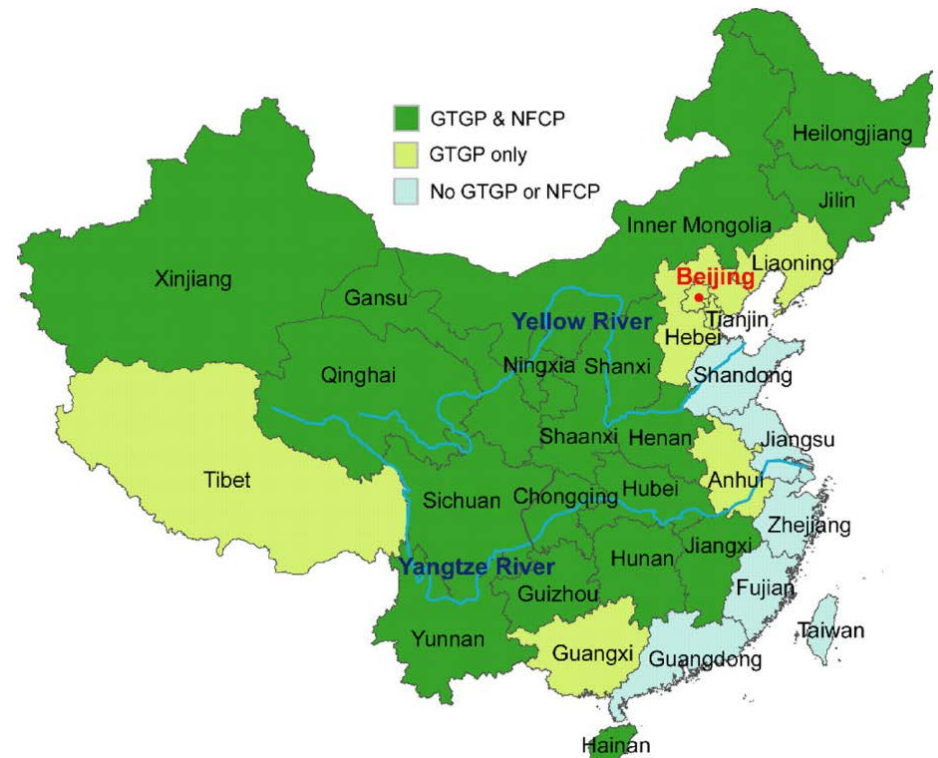 GTGP & NFCP
GTGP only
No GTGP or NFCP
Heilongjiang
Jilin
Inner Mongolia
Liaoning
Beijing
Xinjiang
Gansu
Tianjin
Yellow River
Hebei
Ningxia
Shanxi
Qinghai
Shandong
Shaanxi
Henan
Jiangsu
Tibet
Anhui
Sichuan
Chongqing
Hubei
Zhejiang
Jiangxi
Hunan
Yangtze River
Guizhou
Fujian
Yunnan
Taiwan
Guangxi
Guangdong
Hainan